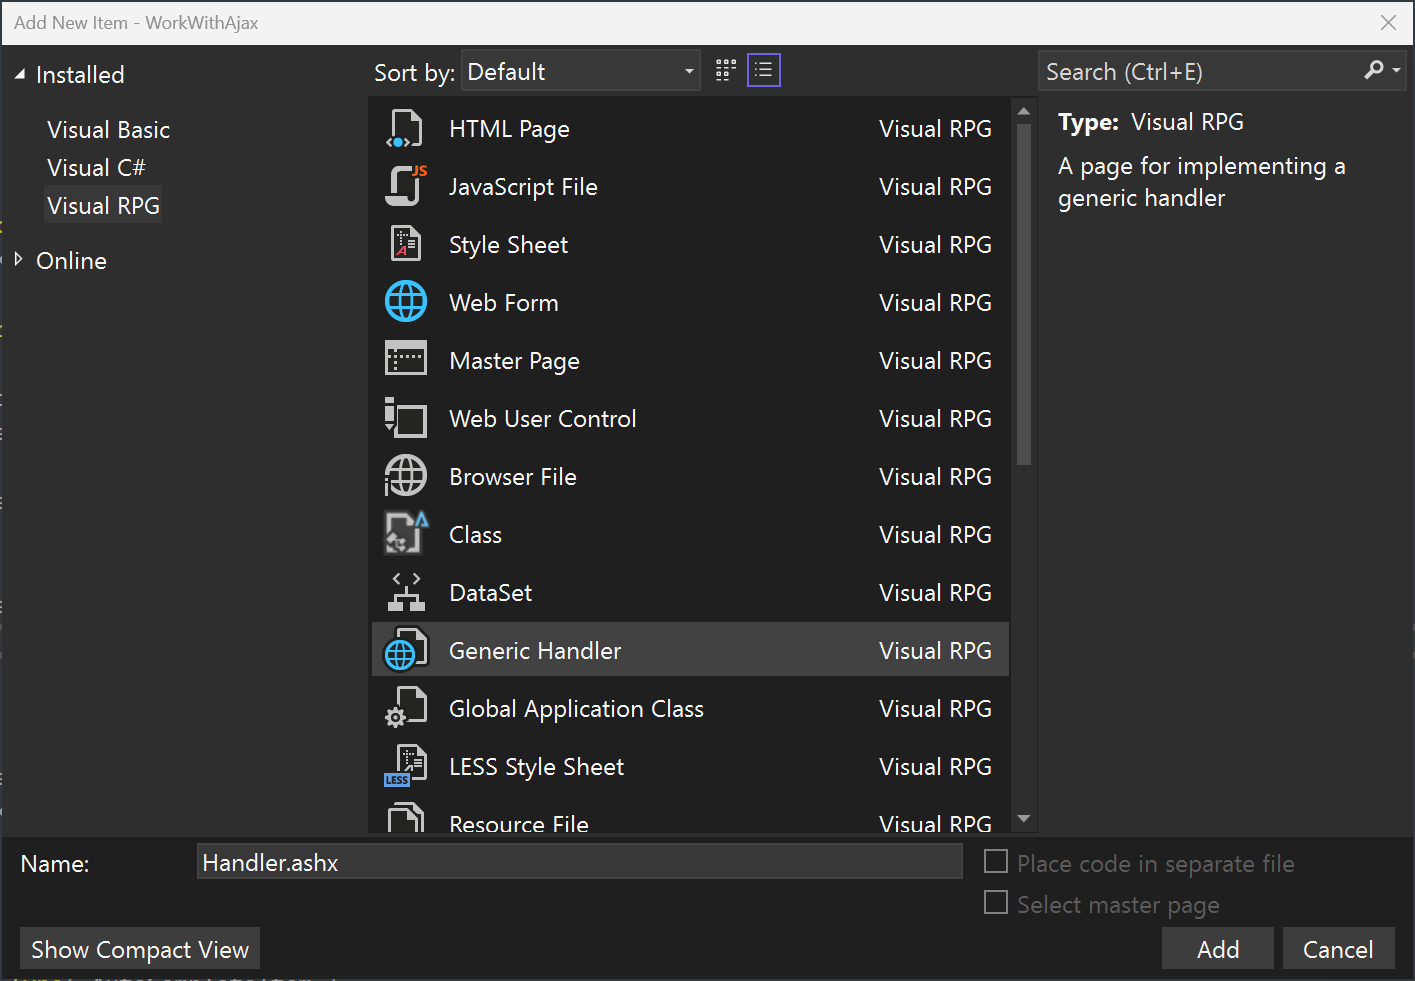 Add New Item - WorkWithAjax
Installed
Visual Basic
Visual C#
Visual RPG
Online
Sort by: Default
Search (Ctrl+E)
HTML Page Visual RPG
JS
JavaScript File Visual RPG
Style Sheet Visual RPG
Web Form Visual RPG
Master Page Visual RPG
Web User Control Visual RPG
Browser File Visual RPG
Class Visual RPG
DataSet Visual RPG
Generic Handler Visual RPG
Global Application Class Visual RPG
LESS
LESS Style Sheet Visual RPG
Resource File Visual RPG
Type: Visual RPG
A page for implementing a
generic handler
Name: Handler.ashx
Place code in separate file
Select master page
Show Compact View
Add
Cancel